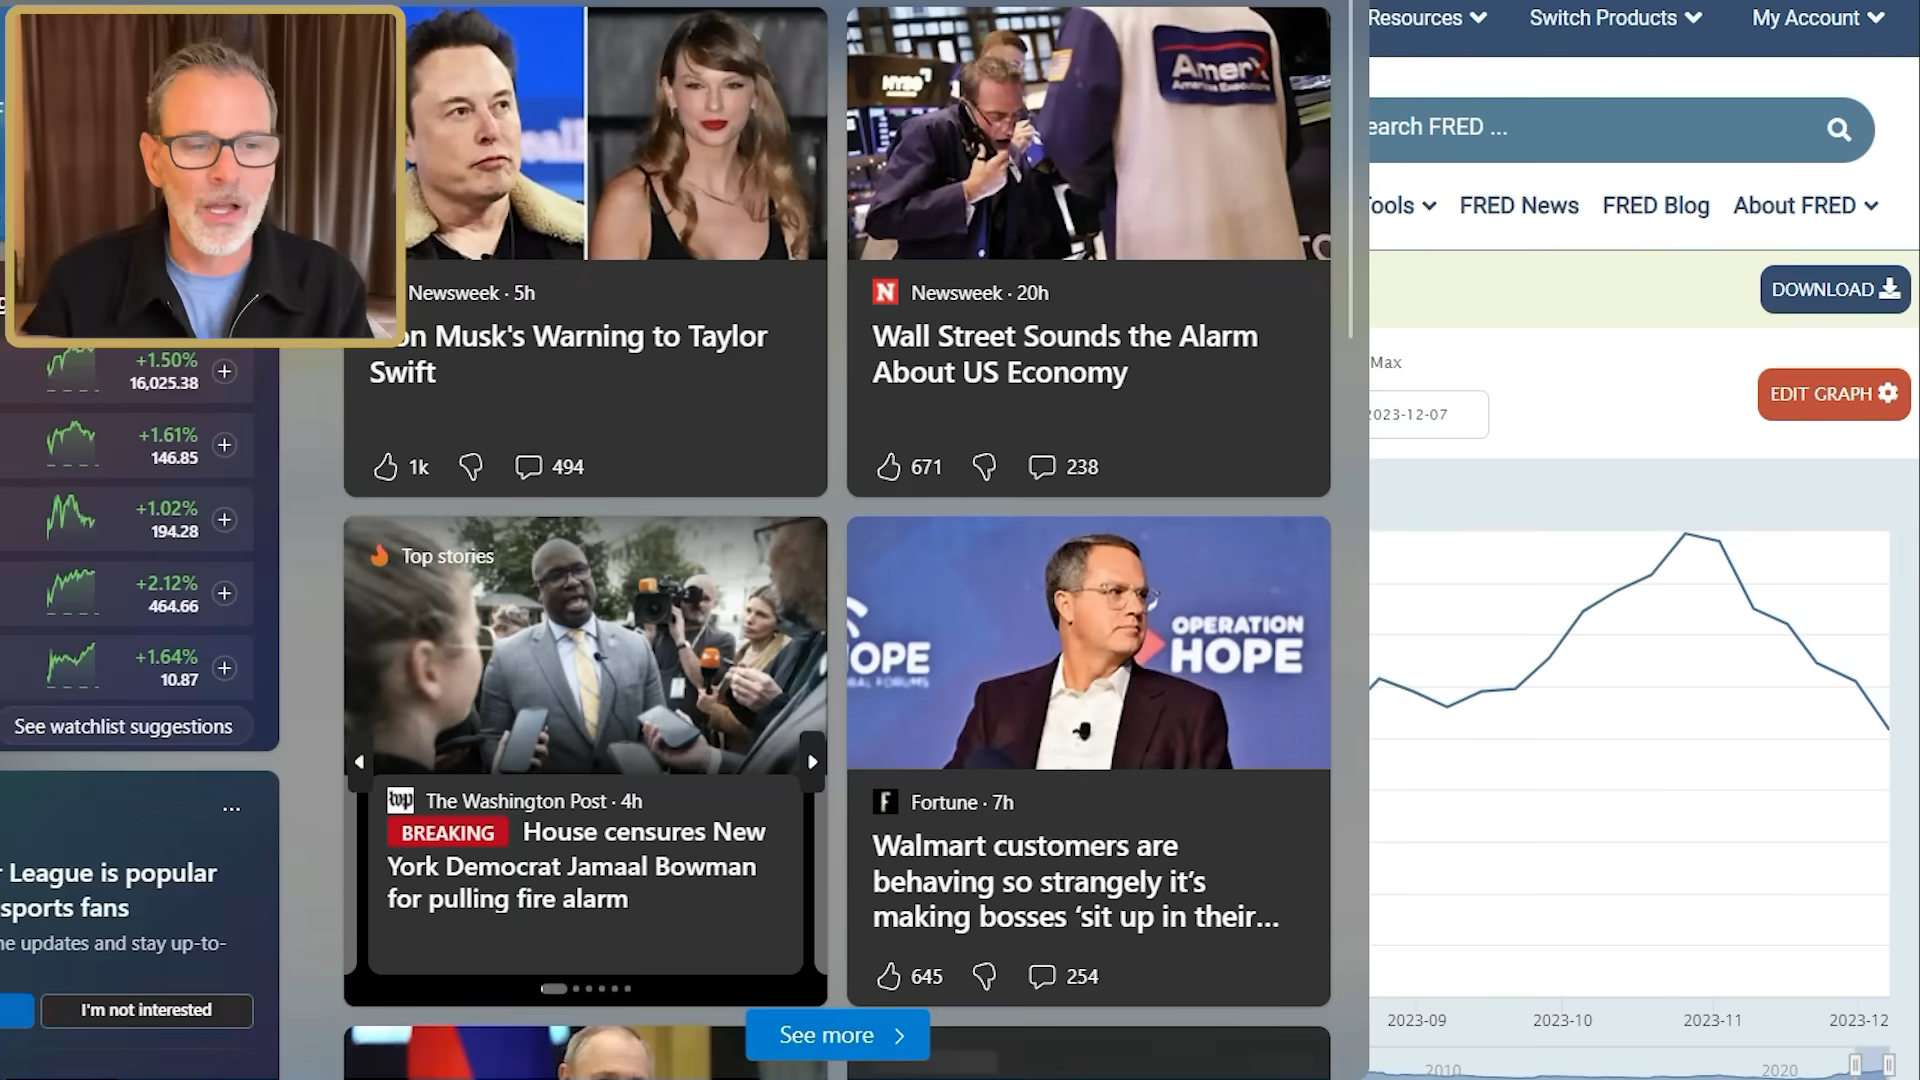 Newsweek · 5h
on Musk's Warning to Taylor
Swift
1k
494
NYSE
AmerX
American Executions
Newsweek · 20h
Wall Street Sounds the Alarm
About US Economy
671
238
+1.50%
16,025.38
+1.61%
146.85
+1.02%
194.28
+2.12%
464.66
+1.64%
10.87
See watchlist suggestions
League is popular
sports fans
updates and stay up-to-
I'm not interested
Top stories
wp The Washington Post · 4h
BREAKING House censures New
York Democrat Jamaal Bowman
for pulling fire alarm
OPE
OPERATION
HOPE
F Fortune · 7h
Walmart customers are
behaving so strangely it's
making bosses ‘sit up in their...
645
254
See more
Resources
Switch Products
My Account
earch FRED ...
Tools
FRED News
FRED Blog
About FRED
DOWNLOAD
Max
2023-12-07
EDIT GRAPH
2023-09
2023-10
2023-11
2023-12
2010
2020